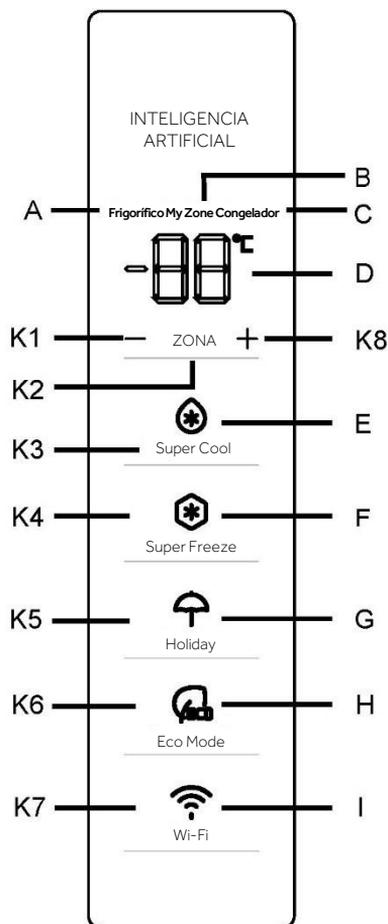 INTELIGENCIA
ARTIFICIAL
B
A Frigorífico My Zone Congelador C
-88°C D
K1 − ZONA + K8
K2
E
K3 Super Cool
K4 F
Super Freeze
K5 G
Holiday
K6 eco H
Eco Mode
K7 I
Wi-Fi